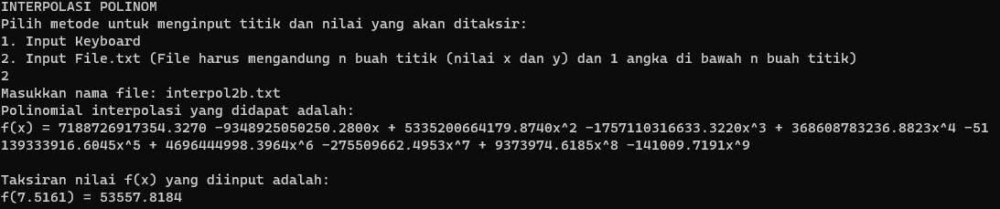 INTERPOLASI POLINOM
Pilih metode untuk menginput titik dan nilai yang akan ditaksir:
1. Input Keyboard
2. Input File.txt (File harus mengandung n buah titik (nilai x dan y) dan 1 angka di bawah n buah titik)
2
Masukkan nama file: interpol2b.txt
Polinomial interpolasi yang didapat adalah:
f(x) = 7188726917354.3270 -9348925050250.2800x + 5335200664179.8740x^2 -1757110316633.3220x^3 + 368608783236.8823x^4 -51
139333916.6045x^5 + 4696444998.3964x^6 -275509662.4953x^7 + 9373974.6185x^8 -141009.7191x^9
Taksiran nilai f(x) yang diinput adalah:
f(7.5161) = 53557.8184